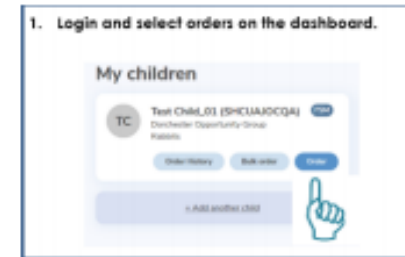 1. Login and select orders on the dashboard.
My children
TC
Test Child_01 (SHCUAJOCQA)
Dorchester Opportunity Group
Rabbits
Order History
Bulk order
Order
+ Add another child